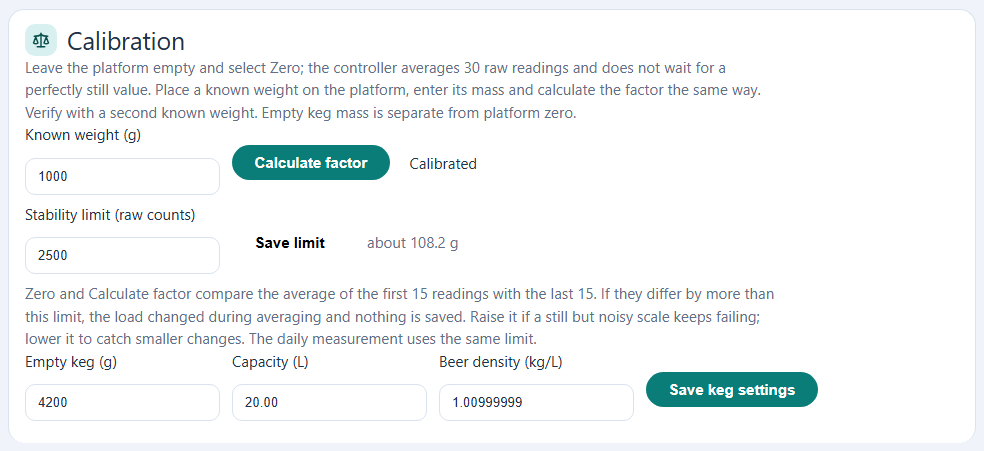 Calibration
Leave the platform empty and select Zero; the controller averages 30 raw readings and does not wait for a
perfectly still value. Place a known weight on the platform, enter its mass and calculate the factor the same way.
Verify with a second known weight. Empty keg mass is separate from platform zero.
Known weight (g)
1000 Calculate factor Calibrated
Stability limit (raw counts)
2500 Save limit about 108.2 g
Zero and Calculate factor compare the average of the first 15 readings with the last 15. If they differ by more than
this limit, the load changed during averaging and nothing is saved. Raise it if a still but noisy scale keeps failing;
lower it to catch smaller changes. The daily measurement uses the same limit.
Empty keg (g) Capacity (L) Beer density (kg/L)
4200 20.00 1.00999999 Save keg settings